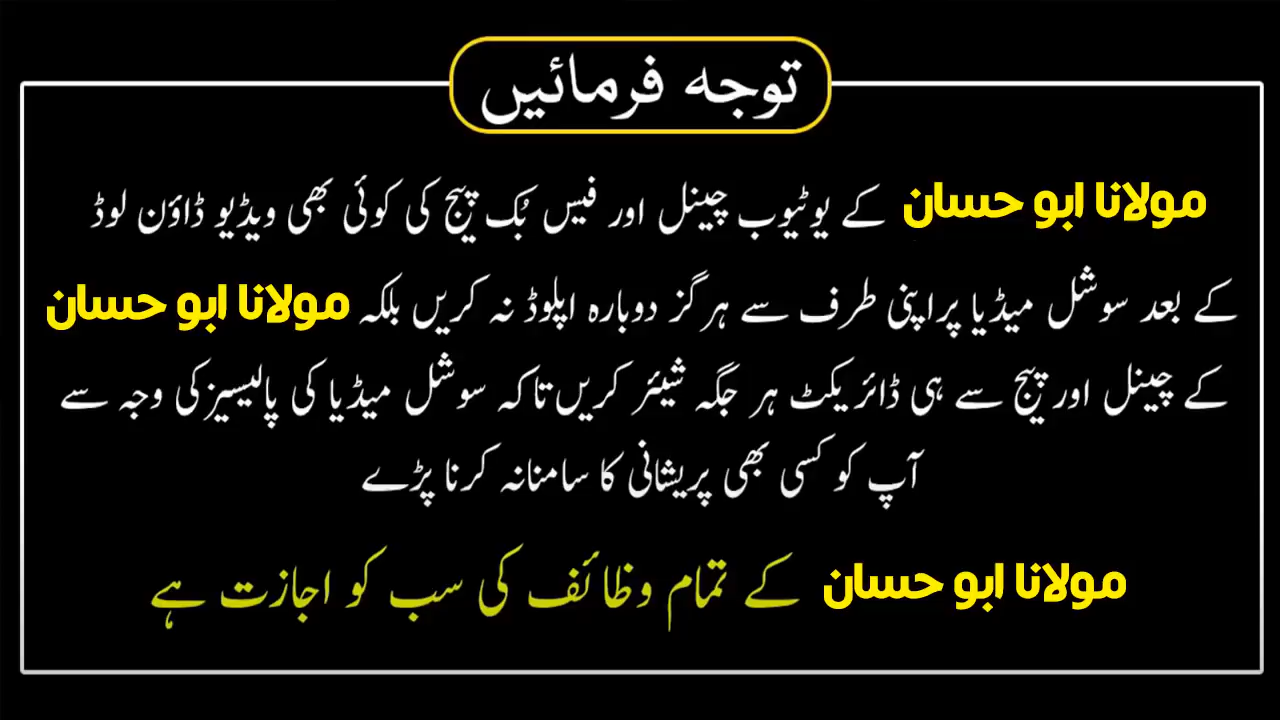 توجہ فرمائیں
مولانا ابو حسان کے یوٹیوب چینل اور فیس بُک پیج کی کوئی بھی ویڈیو ڈاؤن لوڈ
کے بعد سوشل میڈیا پر اپنی طرف سے ہرگز دوبارہ اپلوڈ نہ کریں بلکہ مولانا ابو حسان
کے چینل اور پیج سے ہی ڈائریکٹ ہر جگہ شیئر کریں تاکہ سوشل میڈیا کی پالیسیز کی وجہ سے
آپ کو کسی بھی پریشانی کا سامنا نہ کرنا پڑے
مولانا ابو حسان کے تمام وظائف کی سب کو اجازت ہے